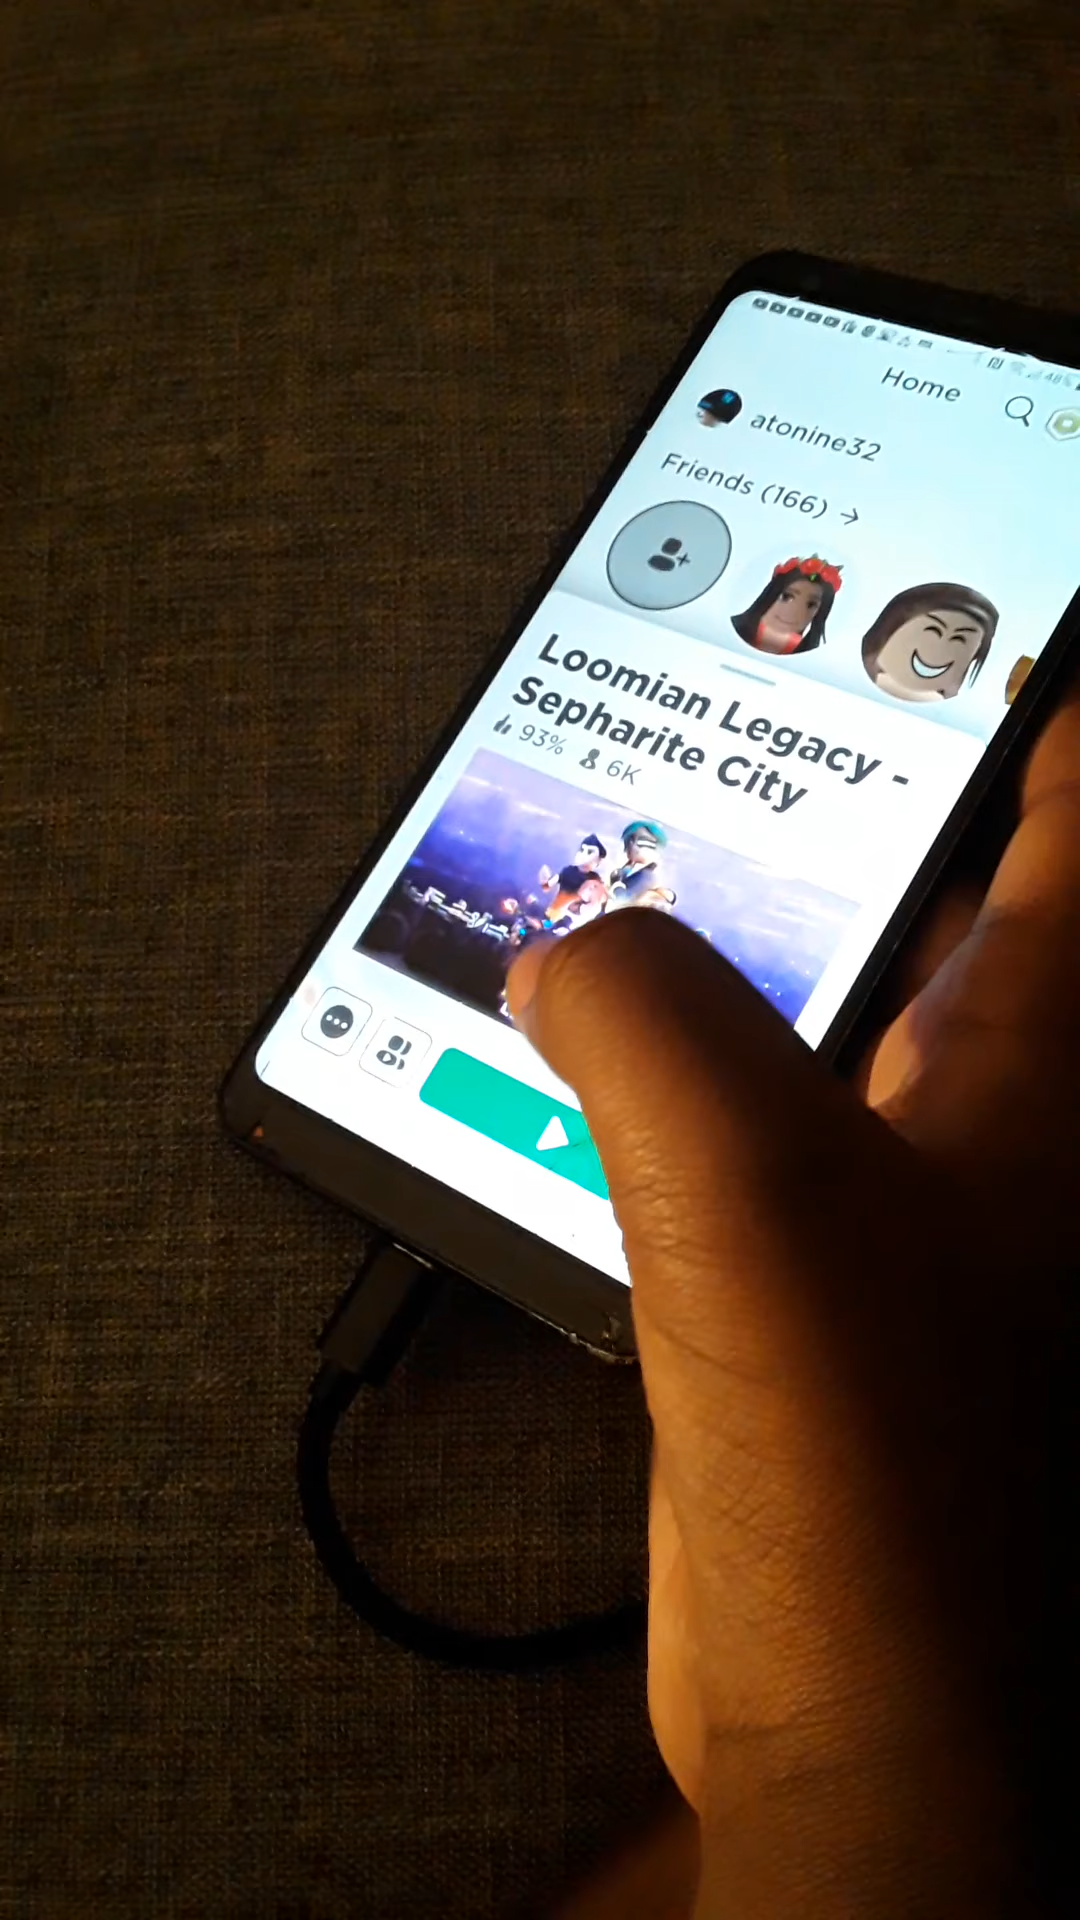 Home
atonine32
Friends (166) →
Loomian Legacy -
Sepharite City
93% 6K